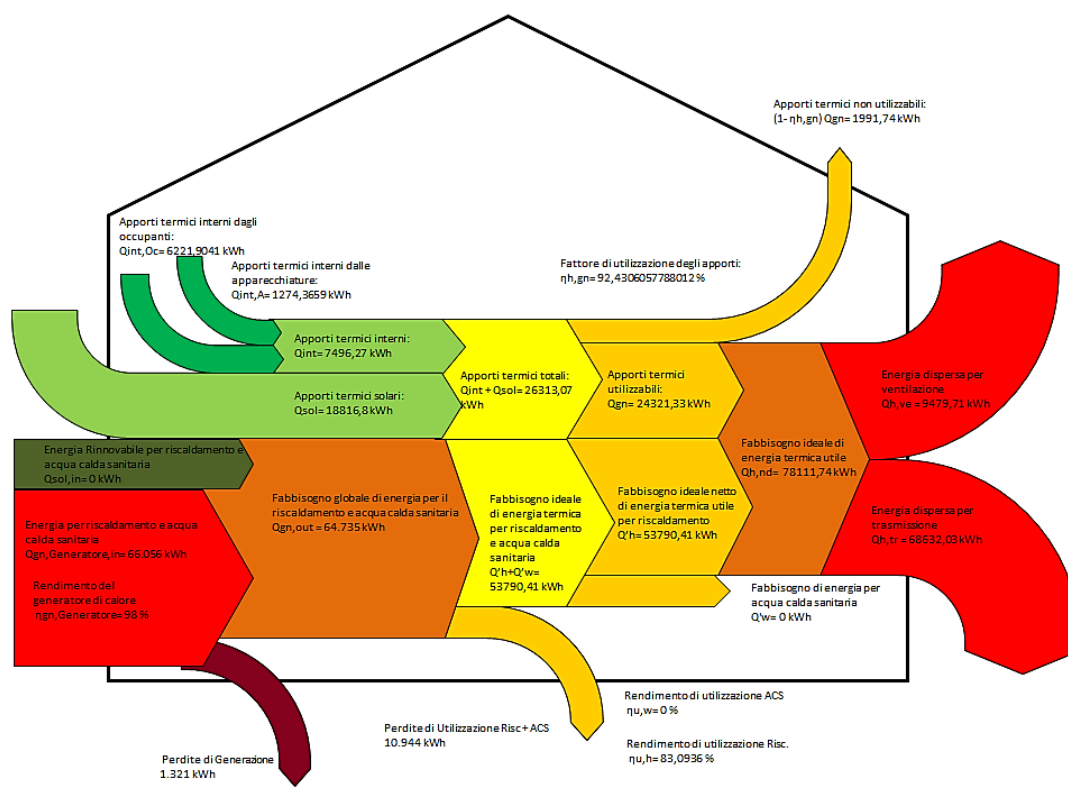 Apporti termici non utilizzabili:
(1- ηh,gn) Qgn= 1991,74 kWh
Apporti termici interni dagli
occupanti:
Qint,Oc= 6221,9041 kWh
Apporti termici interni dalle
apparecchiature:
Qint,A= 1274,3659 kWh
Fattore di utilizzazione degli apporti:
ηh,gn= 92,4306057788012 %
Apporti termici interni:
Qint= 7496,27 kWh
Apporti termici solari:
Qsol= 18816,8 kWh
Apporti termici totali:
Qint + Qsol= 26313,07
kWh
Apporti termici
utilizzabili:
Qgn= 24321,33 kWh
Energia dispersa per
ventilazione
Qh,ve = 9479,71 kWh
Energia Rinnovabile per riscaldamento e
acqua calda sanitaria
Qsol,in= 0 kWh
Fabbisogno ideale di
energia termica utile
Qh,nd= 78111,74 kWh
Energia per riscaldamento e acqua
calda sanitaria
Qgn,Generatore,in= 66.056 kWh
Rendimento del
generatore di calore
ηgn,Generatore= 98 %
Fabbisogno globale di energia per il
riscaldamento e acqua calda sanitaria
Qgn,out = 64.735 kWh
Fabbisogno ideale
di energia termica
per riscaldamento
e acqua calda
sanitaria
Q'h+Q'w=
53790,41 kWh
Fabbisogno ideale netto
di energia termica utile
per riscaldamento
Q'h= 53790,41 kWh
Energia dispersa per
trasmissione
Qh,tr = 68632,03 kWh
Fabbisogno di energia per
acqua calda sanitaria
Q'w= 0 kWh
Rendimento di utilizzazione ACS
ηu,w= 0 %
Rendimento di utilizzazione Risc.
ηu,h= 83,0936 %
Perdite di Utilizzazione Risc + ACS
10.944 kWh
Perdite di Generazione
1.321 kWh